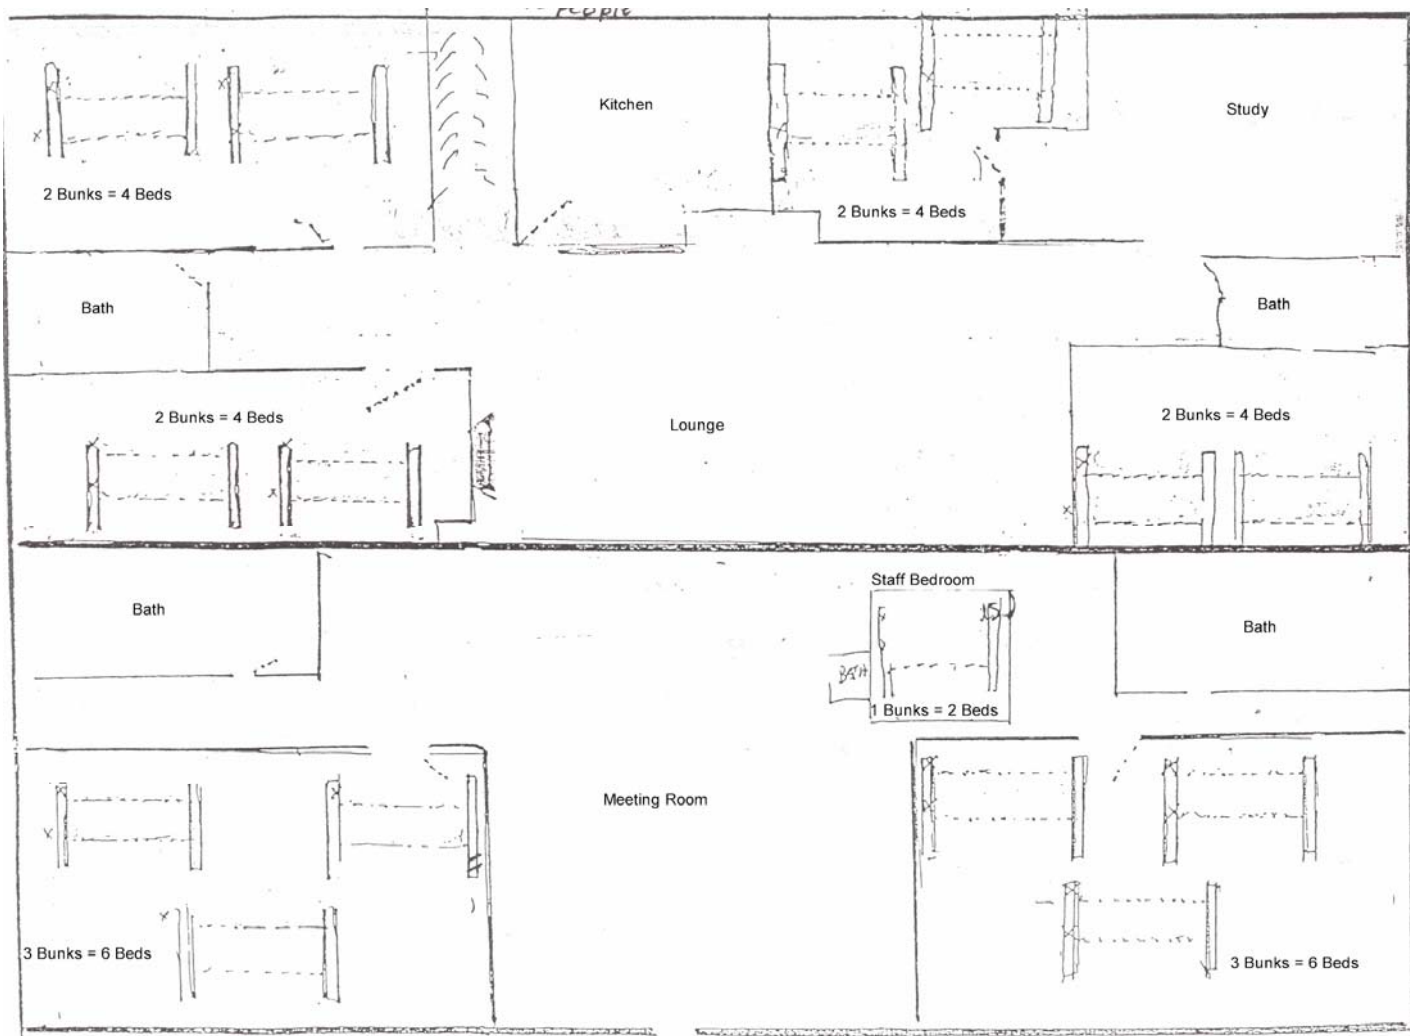 People
Kitchen
Study
2 Bunks = 4 Beds
2 Bunks = 4 Beds
Bath
Bath
2 Bunks = 4 Beds
2 Bunks = 4 Beds
Lounge
Staff Bedroom
Bath
Bath
BATH
1 Bunks = 2 Beds
Meeting Room
3 Bunks = 6 Beds
3 Bunks = 6 Beds